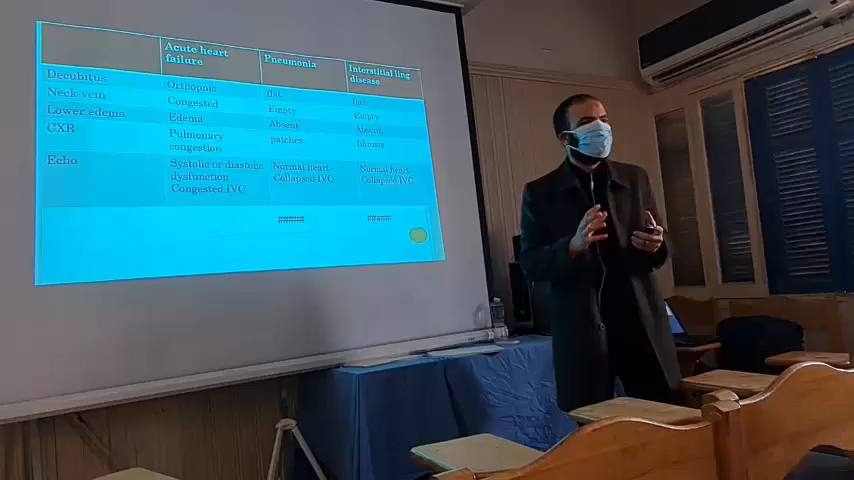 Acute heart failure
Pneumonia
Interstitial ling disease
Decubitus Orthopnic flat flat
Neck vein Congested Empty Empty
Lower edema Edema Absent Absent
CXR Pulmonary congestion patches fibrosis
Echo Systolic or diastolic dysfunction Congested IVC Normal heart Collapsed IVC Normal heart Collapsed IVC
##### #####